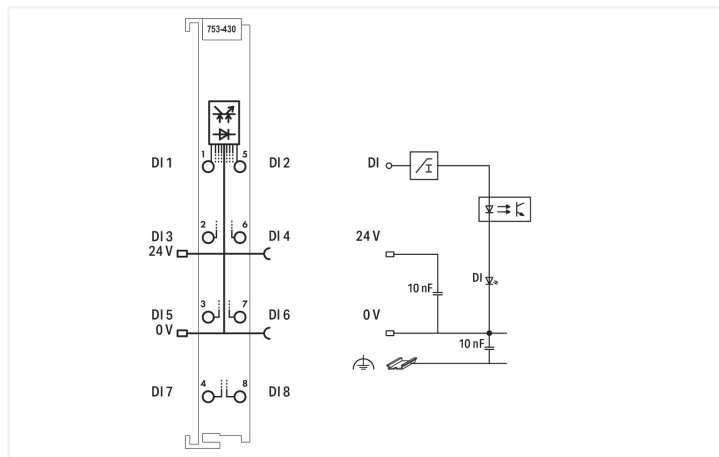 753-430
1 5
DI 1 DI 2 DI
2 6
DI 3 DI 4 24 V
24 V
DI
10 nF
3 7
DI 5 DI 6 0 V
0 V
10 nF
4 8
DI 7 DI 8